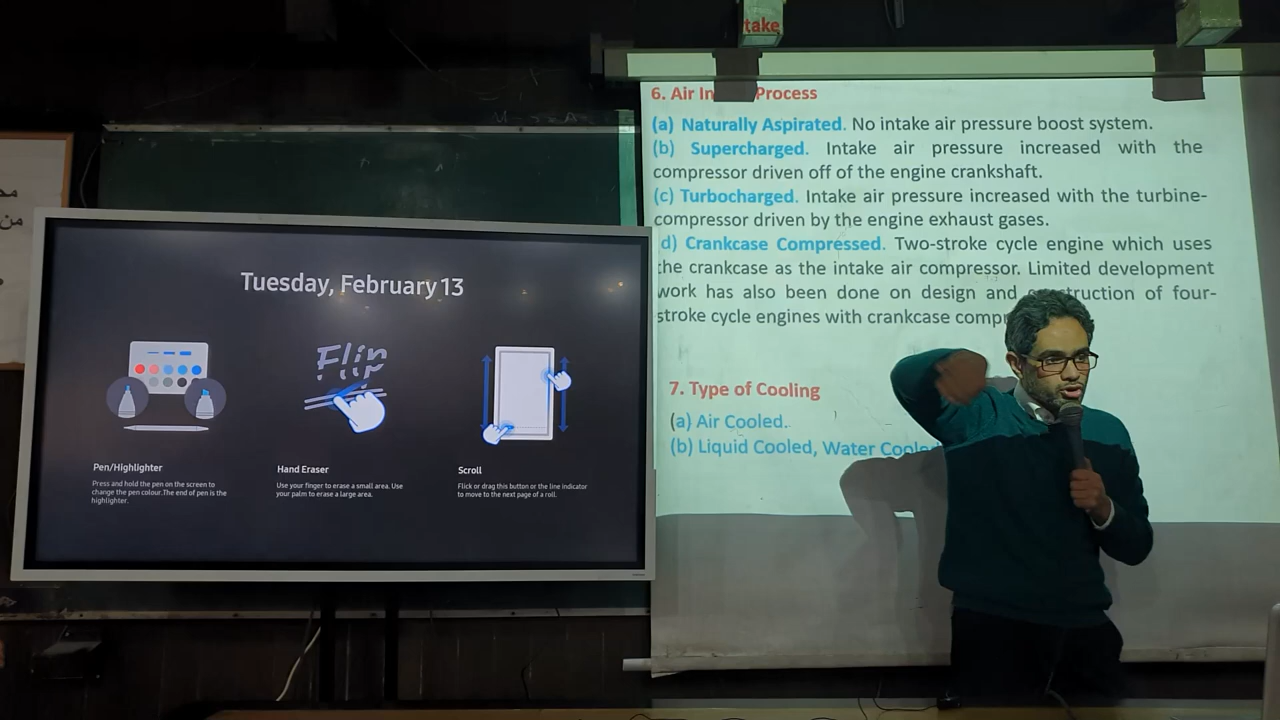 take
6. Air In Process
(a) Naturally Aspirated. No intake air pressure boost system.
(b) Supercharged. Intake air pressure increased with the
compressor driven off of the engine crankshaft.
(c) Turbocharged. Intake air pressure increased with the turbine-
compressor driven by the engine exhaust gases.
d) Crankcase Compressed. Two-stroke cycle engine which uses
the crankcase as the intake air compressor. Limited development
work has also been done on design and struction of four-
stroke cycle engines with crankcase comp
7. Type of Cooling
(a) Air Cooled.
(b) Liquid Cooled, Water Cooled
Tuesday, February 13
Flip
Pen/Highlighter
Press and hold the pen on the screen to
change the pen colour.The end of pen is the
highlighter.
Hand Eraser
Use your finger to erase a small area. Use
your palm to erase a large area.
Scroll
Flick or drag this button or the line indicator
to move to the next page of a roll.
من